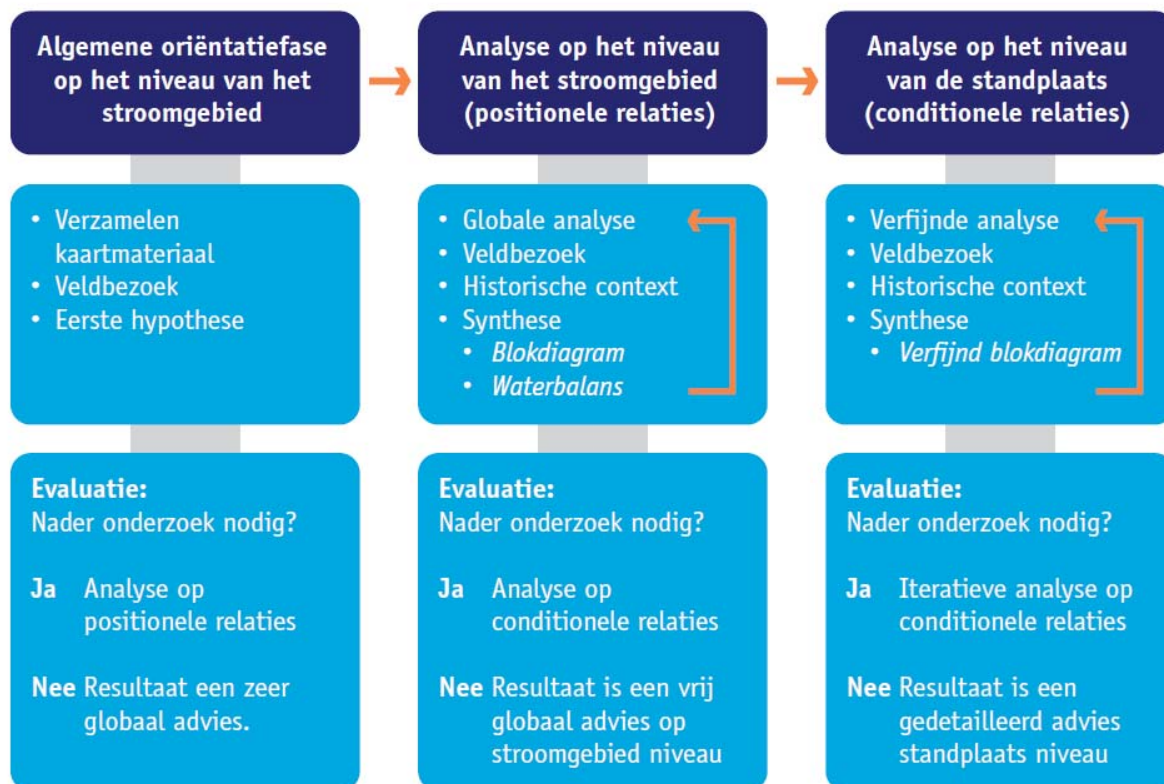 Algemene oriëntatiefase
op het niveau van het
stroomgebied
Analyse op het niveau
van het stroomgebied
(positionele relaties)
Analyse op het niveau
van de standplaats
(conditionele relaties)
• Verzamelen
kaartmateriaal
• Veldbezoek
• Eerste hypothese
• Globale analyse
• Veldbezoek
• Historische context
• Synthese
• Blokdiagram
• Waterbalans
• Verfijnde analyse
• Veldbezoek
• Historische context
• Synthese
• Verfijnd blokdiagram
Evaluatie:
Nader onderzoek nodig?
Ja Analyse op
positionele relaties
Nee Resultaat een zeer
globaal advies.
Evaluatie:
Nader onderzoek nodig?
Ja Analyse op
conditionele relaties
Nee Resultaat is een vrij
globaal advies op
stroomgebied niveau
Evaluatie:
Nader onderzoek nodig?
Ja Iteratieve analyse op
conditionele relaties
Nee Resultaat is een
gedetailleerd advies
standplaats niveau